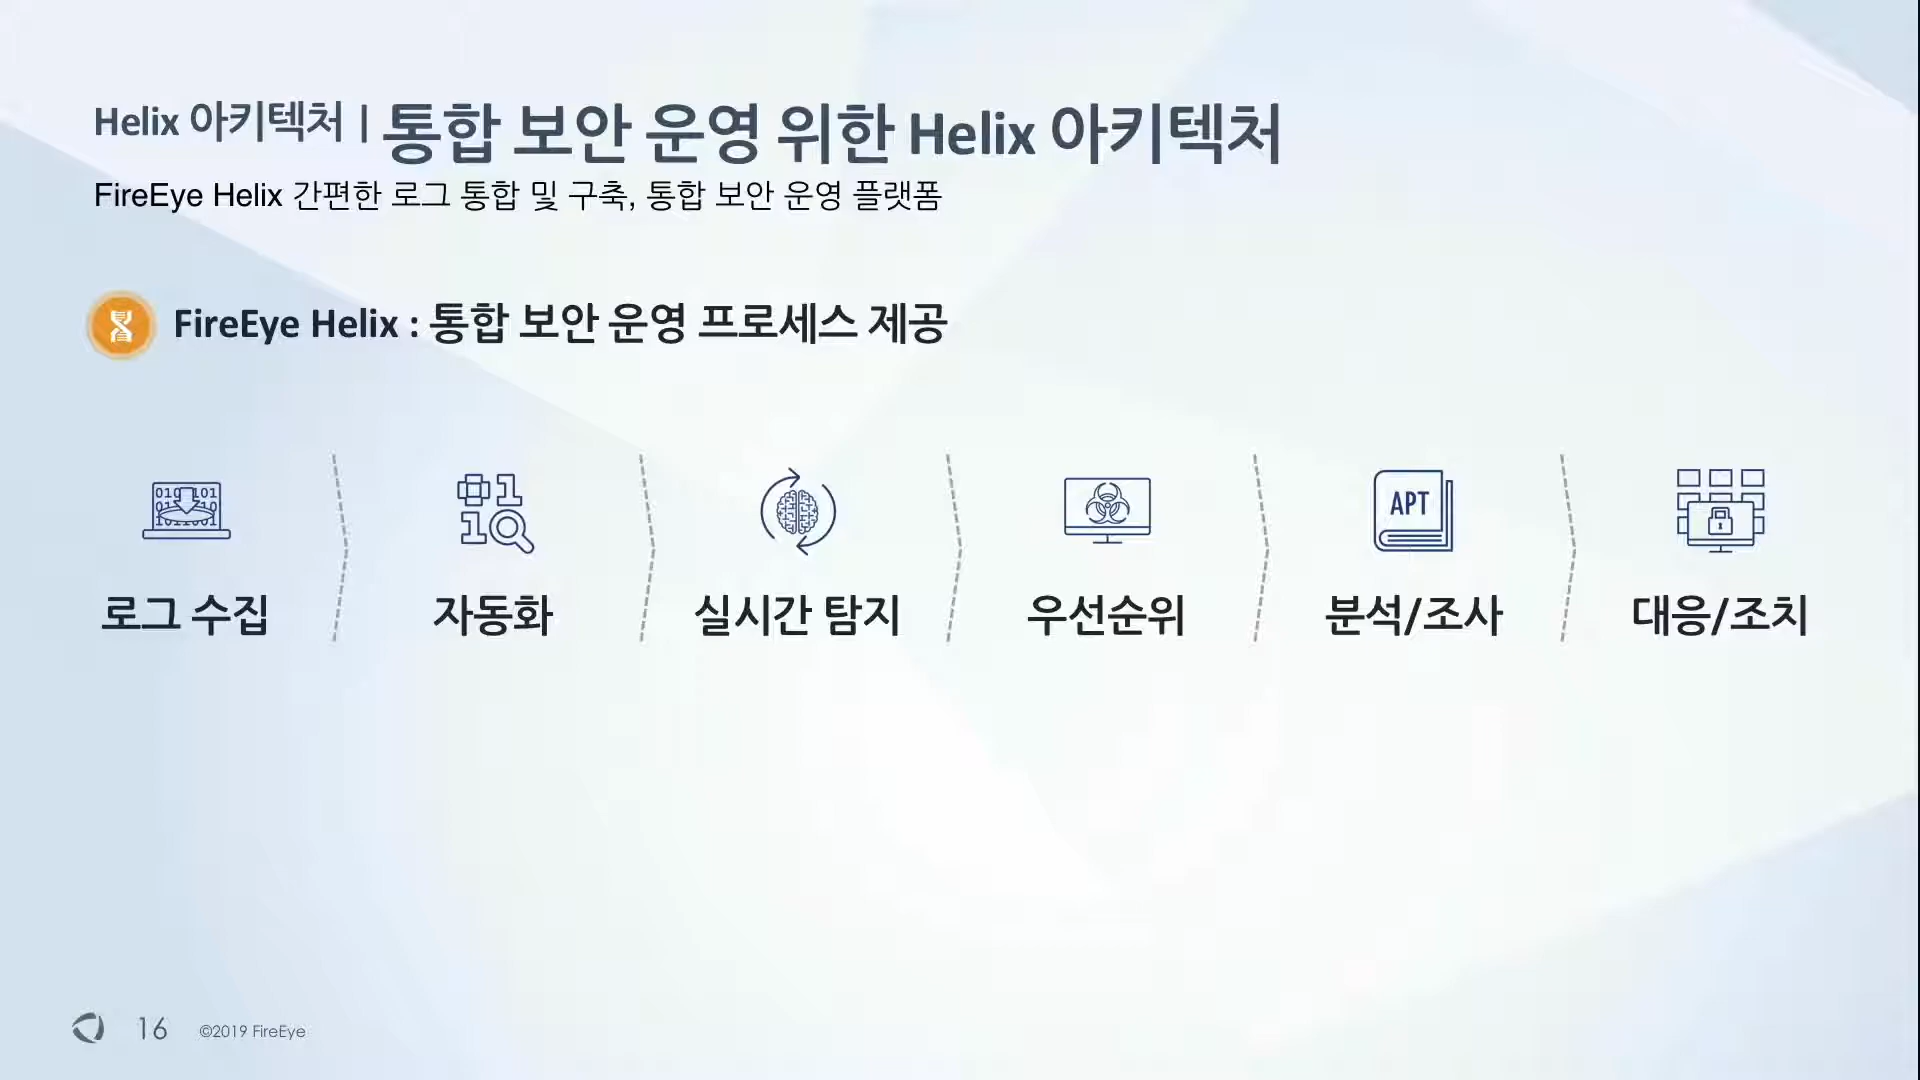 Helix 아키텍처 | 통합 보안 운영 위한 Helix 아키텍처
FireEye Helix 간편한 로그 통합 및 구축, 통합 보안 운영 플랫폼
FireEye Helix : 통합 보안 운영 프로세스 제공
APT
로그 수집
자동화
실시간 탐지
우선순위
분석/조사
대응/조치
16 ©2019 FireEye